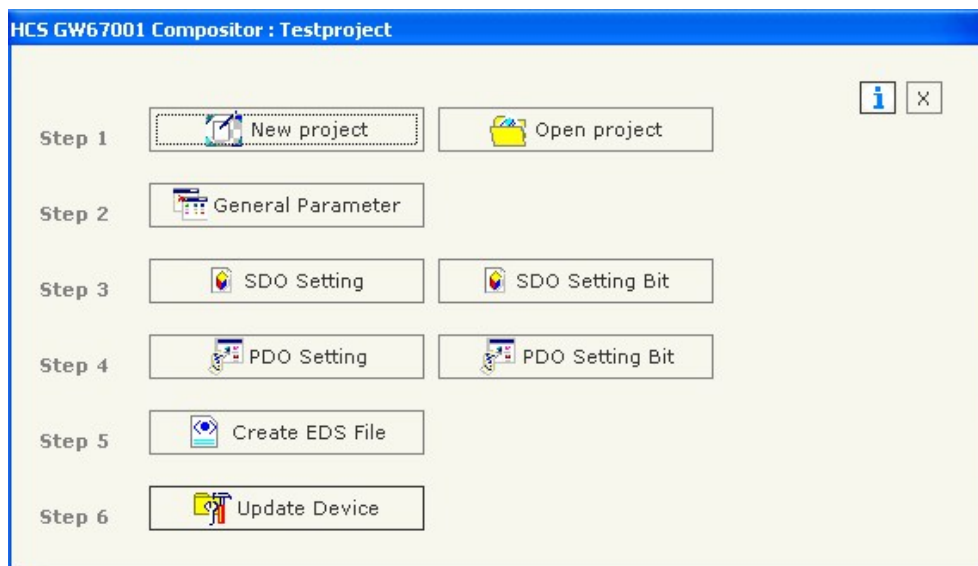 HCS GW67001 Compositor : Testproject
i X
Step 1 New project Open project
Step 2 General Parameter
Step 3 SDO Setting SDO Setting Bit
Step 4 PDO Setting PDO Setting Bit
Step 5 Create EDS File
Step 6 Update Device